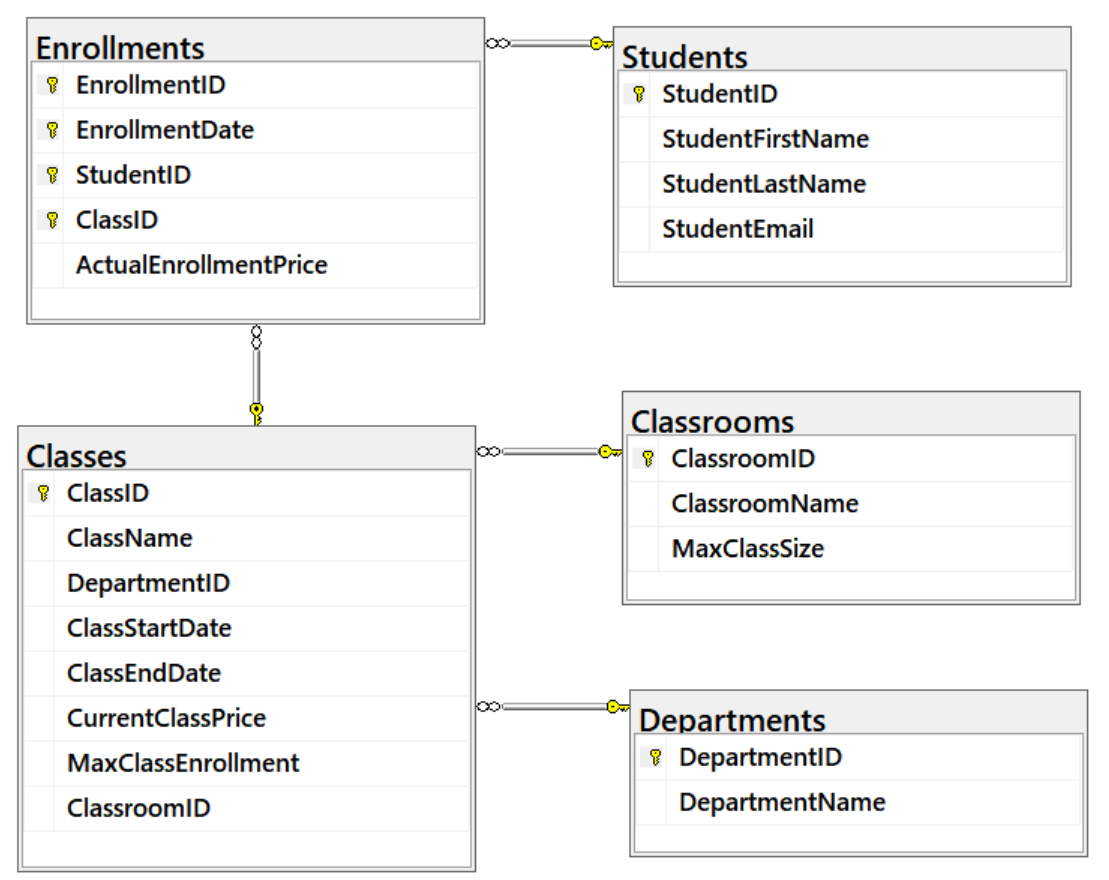 Enrollments
EnrollmentID
EnrollmentDate
StudentID
ClassID
ActualEnrollmentPrice
Students
StudentID
StudentFirstName
StudentLastName
StudentEmail
Classes
ClassID
ClassName
DepartmentID
ClassStartDate
ClassEndDate
CurrentClassPrice
MaxClassEnrollment
ClassroomID
Classrooms
ClassroomID
ClassroomName
MaxClassSize
Departments
DepartmentID
DepartmentName